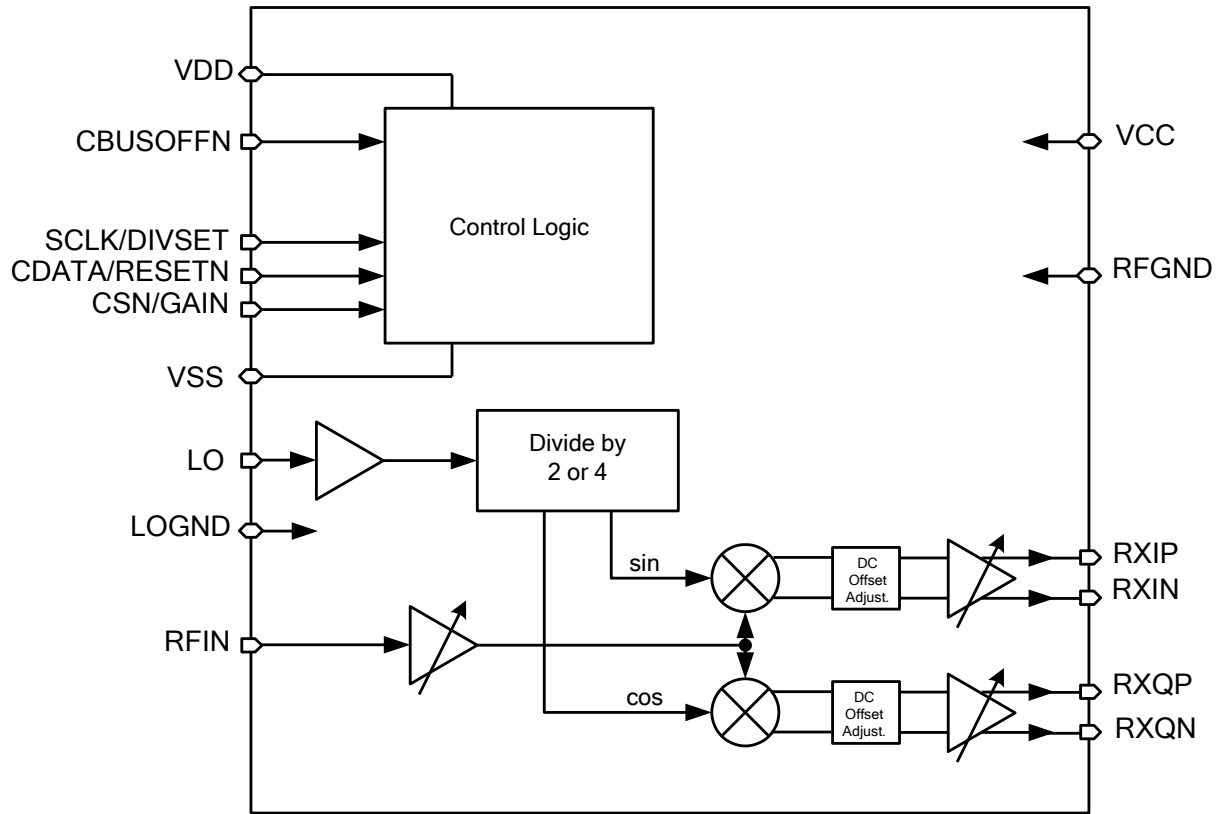 VDD
CBUSOFFN
SCLK/DIVSET
CDATA/RESETN
CSN/GAIN
VSS
LO
LOGND
RFIN
Control Logic
Divide by
2 or 4
sin
cos
DC
Offset
Adjust.
DC
Offset
Adjust.
VCC
RFGND
RXIP
RXIN
RXQP
RXQN